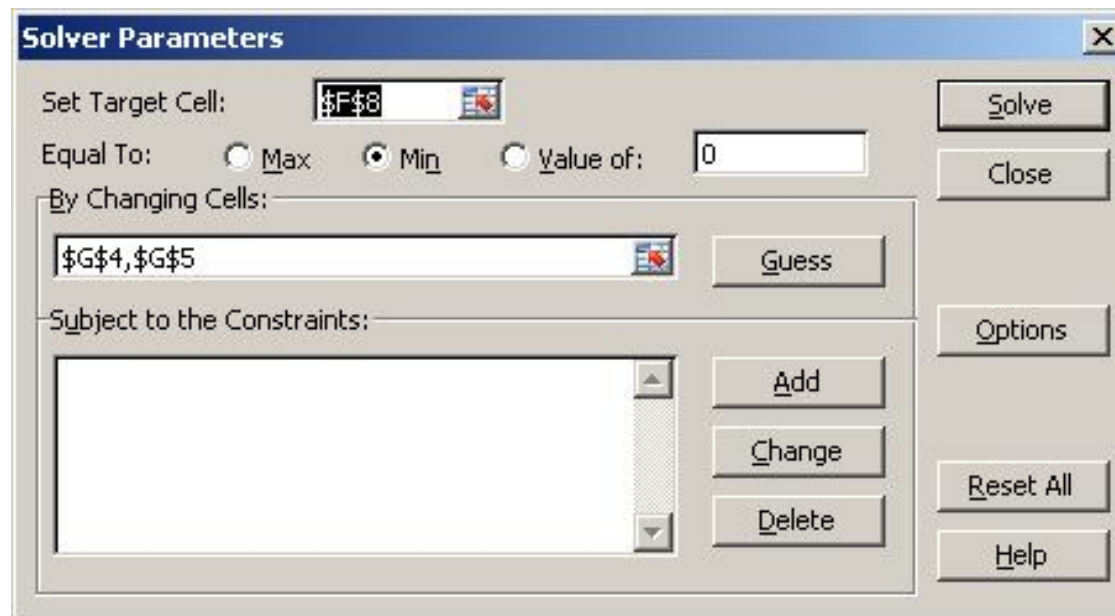 Solver Parameters
Set Target Cell: $F$8
Solve
Equal To: Max Min Value of: 0
Close
By Changing Cells:
$G$4,$G$5
Guess
Subject to the Constraints:
Options
Add
Change
Reset All
Delete
Help